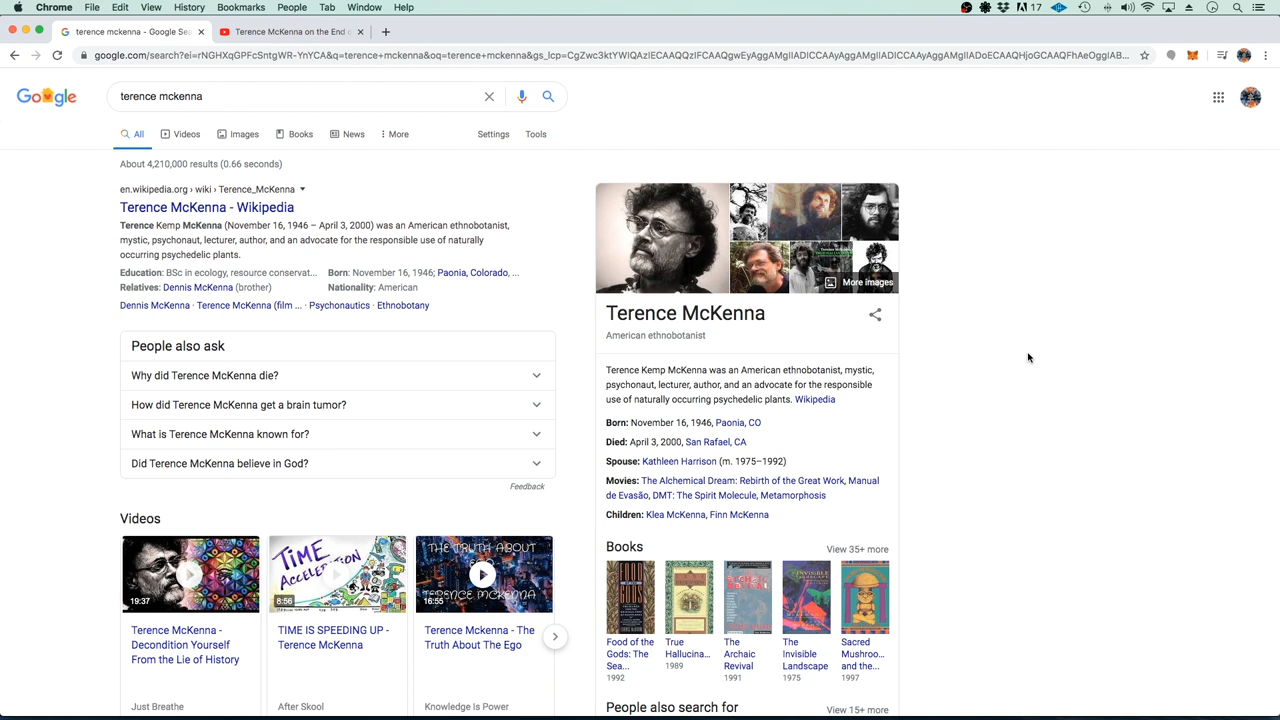 Chrome File Edit View History Bookmarks People Tab Window Help 17
terence mckenna - Google Sea Terence McKenna on the End o
google.com/search?ei=rNGHXqGPFcSntgWR-YnYCA&q=terence+mckenna&oq=terence+mckenna&gs_lcp=
Google terence mckenna
All Videos Images Books News More Settings Tools
About 4,210,000 results (0.66 seconds)
en.wikipedia.org › wiki › Terence_McKenna
Terence McKenna - Wikipedia
Terence Kemp McKenna (November 16, 1946 – April 3, 2000) was an American ethnobotanist,
mystic, psychonaut, lecturer, author, and an advocate for the responsible use of naturally
occurring psychedelic plants.
Education: BSc in ecology, resource conservat... Born: November 16, 1946; Paonia, Colorado, ...
Relatives: Dennis McKenna (brother) Nationality: American
Dennis McKenna · Terence McKenna (film ... · Psychonautics · Ethnobotany
People also ask
Why did Terence McKenna die?
How did Terence McKenna get a brain tumor?
What is Terence McKenna known for?
Did Terence McKenna believe in God?
Feedback
Videos
TIME ACCELERATION
THE TRUTH ABOUT
TERENCE MCKENNA
19:37 8:56 16:55
Terence McKenna -
Decondition Yourself
From the Lie of History
Just Breathe
TIME IS SPEEDING UP -
Terence McKenna
After Skool
Terence Mckenna - The
Truth About The Ego
Knowledge Is Power
More images
Terence McKenna
American ethnobotanist
Terence Kemp McKenna was an American ethnobotanist, mystic,
psychonaut, lecturer, author, and an advocate for the responsible
use of naturally occurring psychedelic plants. Wikipedia
Born: November 16, 1946, Paonia, CO
Died: April 3, 2000, San Rafael, CA
Spouse: Kathleen Harrison (m. 1975–1992)
Movies: The Alchemical Dream: Rebirth of the Great Work, Manual
de Evasão, DMT: The Spirit Molecule, Metamorphosis
Children: Klea McKenna, Finn McKenna
Books View 35+ more
Food of the
Gods: The
Sea...
1992
True
Hallucina...
1989
The
Archaic
Revival
1991
The
Invisible
Landscape
1975
Sacred
Mushroo...
and the...
1997
People also search for View 15+ more